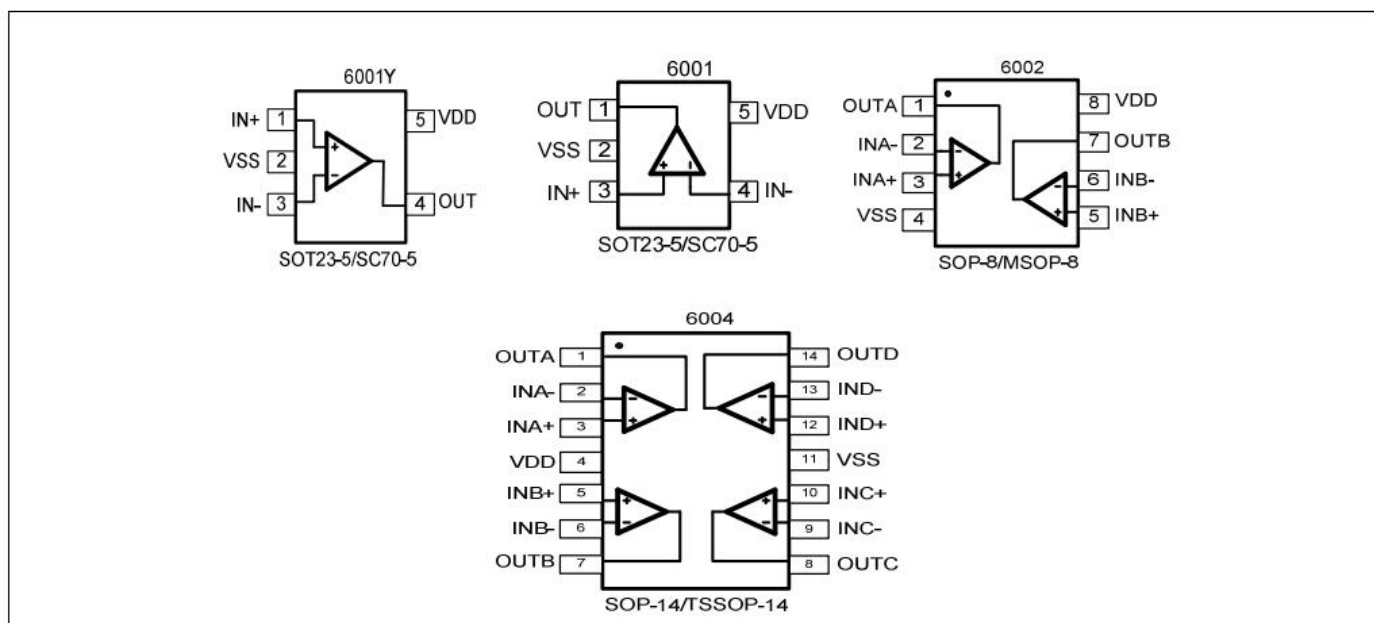 6001Y
IN+ 1 5 VDD
VSS 2
IN- 3 4 OUT
+
−
SOT23-5/SC70-5
6001
OUT 1 5 VDD
VSS 2
IN+ 3 4 IN-
+ −
SOT23-5/SC70-5
6002
OUTA 1 8 VDD
INA- 2 7 OUTB
INA+ 3 6 INB-
VSS 4 5 INB+
− +
− +
SOP-8/MSOP-8
6004
OUTA 1 14 OUTD
INA- 2 − − 13 IND-
INA+ 3 + + 12 IND+
VDD 4 11 VSS
INB+ 5 + + 10 INC+
INB- 6 − − 9 INC-
OUTB 7 8 OUTC
SOP-14/TSSOP-14